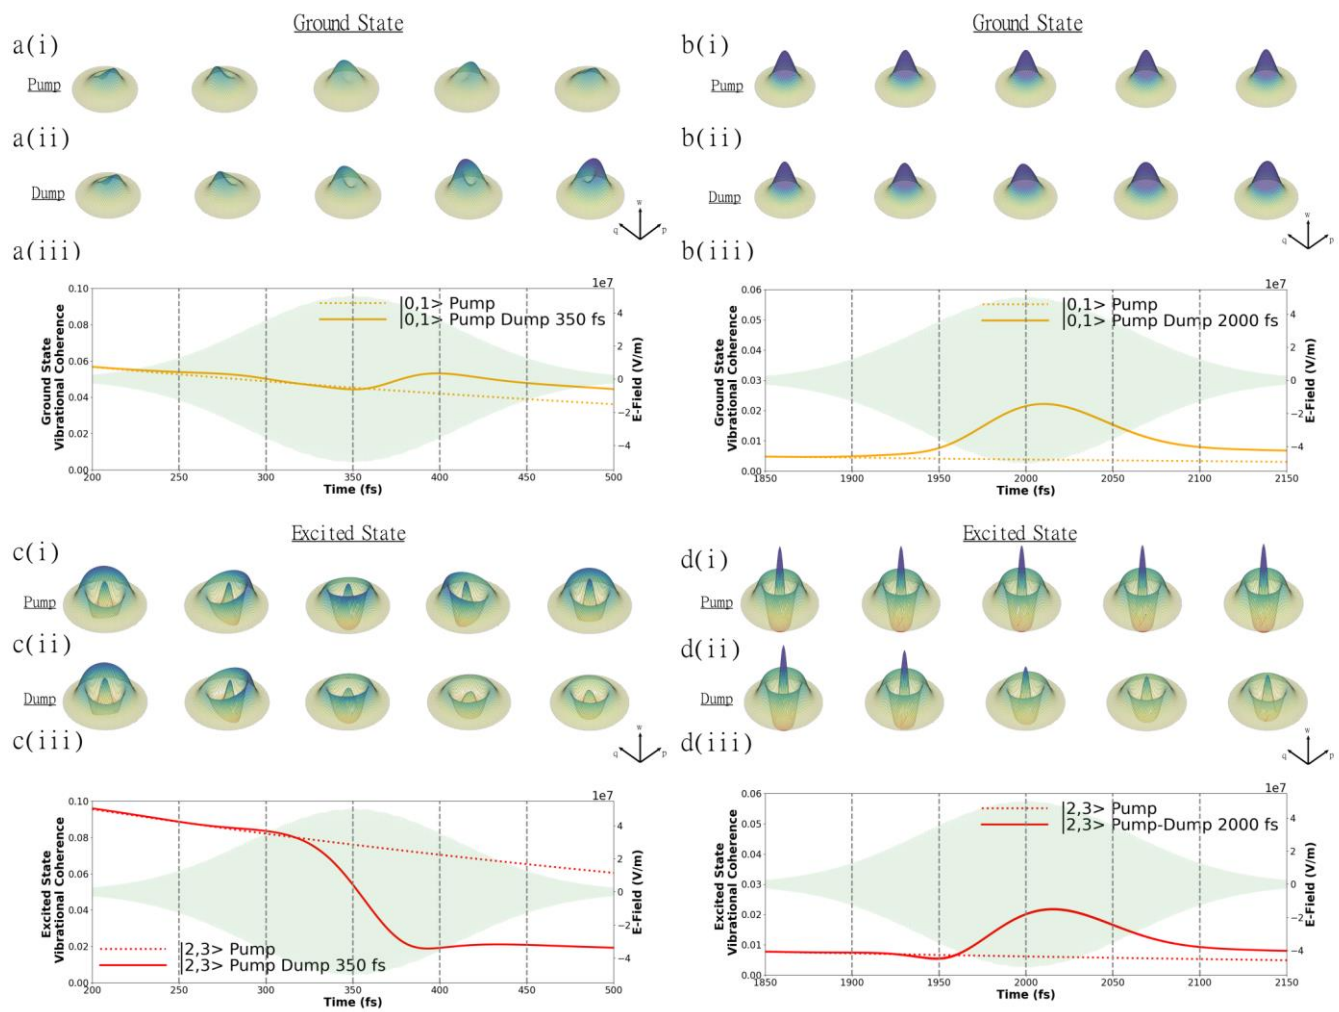 Ground State
a(i)
Pump
a(ii)
Dump
w
q
p
a(iii)
1e7
0.10
0.08
0.06
0.04
0.02
0.00
Ground State
Vibrational Coherence
|0,1> Pump
|0,1> Pump Dump 350 fs
4
2
0
−2
−4
E-Field (V/m)
200
250
300
350
400
450
500
Time (fs)
Ground State
b(i)
Pump
b(ii)
Dump
w
q
p
b(iii)
1e7
0.06
0.05
0.04
0.03
0.02
0.01
0.00
Ground State
Vibrational Coherence
|0,1> Pump
|0,1> Pump Dump 2000 fs
4
2
0
−2
−4
E-Field (V/m)
1850
1900
1950
2000
2050
2100
2150
Time (fs)
Excited State
c(i)
Pump
c(ii)
Dump
w
q
p
c(iii)
1e7
0.10
0.08
0.06
0.04
0.02
0.00
Excited State
Vibrational Coherence
|2,3> Pump
|2,3> Pump Dump 350 fs
4
2
0
−2
−4
E-Field (V/m)
200
250
300
350
400
450
500
Time (fs)
Excited State
d(i)
Pump
d(ii)
Dump
w
q
p
d(iii)
1e7
0.06
0.05
0.04
0.03
0.02
0.01
0.00
Excited State
Vibrational Coherence
|2,3> Pump
|2,3> Pump-Dump 2000 fs
4
2
0
−2
−4
E-Field (V/m)
1850
1900
1950
2000
2050
2100
2150
Time (fs)